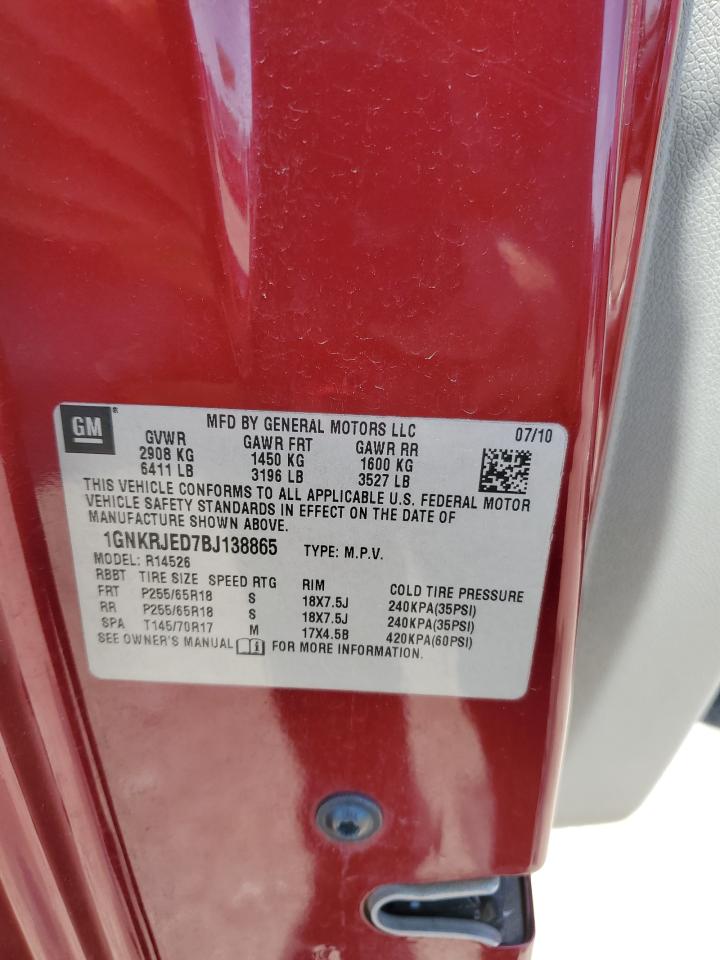 GM®
MFD BY GENERAL MOTORS LLC 07/10
GVWR GAWR FRT GAWR RR
2908 KG 1450 KG 1600 KG
6411 LB 3196 LB 3527 LB
THIS VEHICLE CONFORMS TO ALL APPLICABLE U.S. FEDERAL MOTOR
VEHICLE SAFETY STANDARDS IN EFFECT ON THE DATE OF
MANUFACTURE SHOWN ABOVE.
1GNKRJED7BJ138865 TYPE: M.P.V.
MODEL: R14526
RBBT TIRE SIZE SPEED RTG RIM COLD TIRE PRESSURE
FRT P255/65R18 S 18X7.5J 240KPA(35PSI)
RR P255/65R18 S 18X7.5J 240KPA(35PSI)
SPA T145/70R17 M 17X4.5B 420KPA(60PSI)
SEE OWNER'S MANUAL FOR MORE INFORMATION.